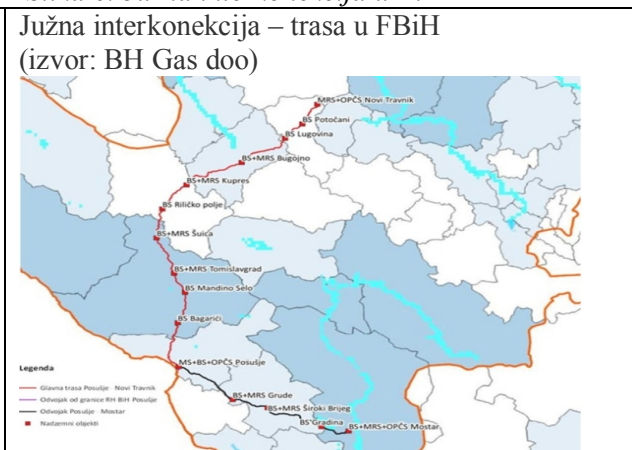 Južna interkonekcija – trasa u FBiH
(izvor: BH Gas doo)
MRS+OPČS Novi Travnik
BS Potočani
BS Lugovina
BS+MRS Bugojno
BS+MRS Kupres
BS Riličko polje
BS+MRS Šuica
BS+MRS Tomislavgrad
BS Mandino Selo
BS Bagarići
MS+BS+OPČS Posušje
BS+MRS Grude
BS+MRS Široki Brijeg
BS Gradina
BS+MRS+OPČS Mostar
Legenda
Glavna trasa Posušje Novi Travnik
Odvojak od granice RH BiH Posušje
Odvojak Posušje Mostar
Nadzemni objekti